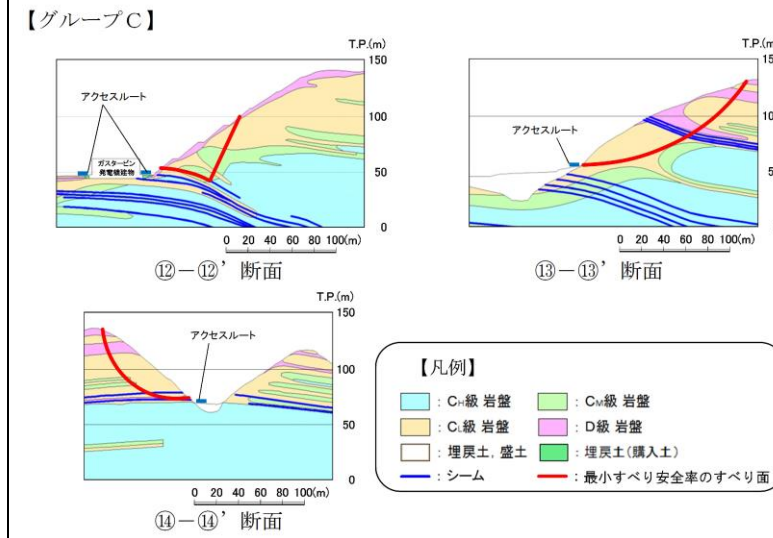 【グループC】
T.P.(m)
150
アクセスルート
100
ガスタービン
発電機建物
50
0
0 20 40 60 80 100(m)
⑫－⑫’断面
T.P.(m)
アクセスルート
100
50
0
0 20 40 60 80 100(m)
⑬－⑬’断面
T.P.(m)
150
アクセスルート
100
50
0
0 20 40 60 80 100(m)
⑭－⑭’断面
【凡例】
：CH級 岩盤
：CM級 岩盤
：CL級 岩盤
：D級 岩盤
：埋戻土，盛土
：埋戻土(購入土)
：シーム
：最小すべり安全率のすべり面